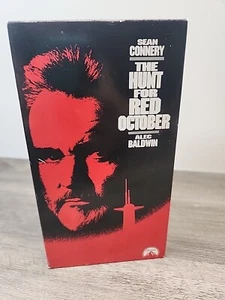 SEAN
CONNERY
THE
HUNT
FOR
RED
OCTOBER
ALEC
BALDWIN